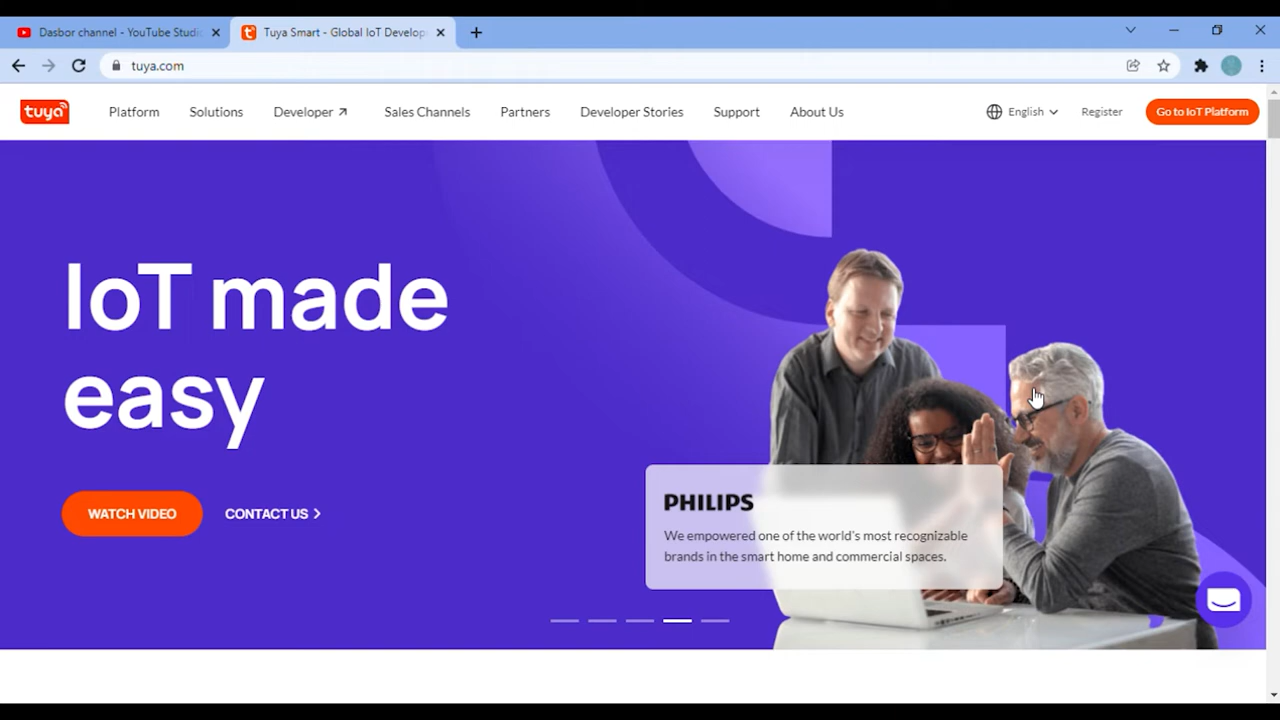 Dasbor channel - YouTube Studi
Tuya Smart - Global IoT Develop
tuya.com
tuya
Platform
Solutions
Developer
Sales Channels
Partners
Developer Stories
Support
About Us
English
Register
Go to IoT Platform
IoT made
easy
WATCH VIDEO
CONTACT US
PHILIPS
We empowered one of the world's most recognizable
brands in the smart home and commercial spaces.